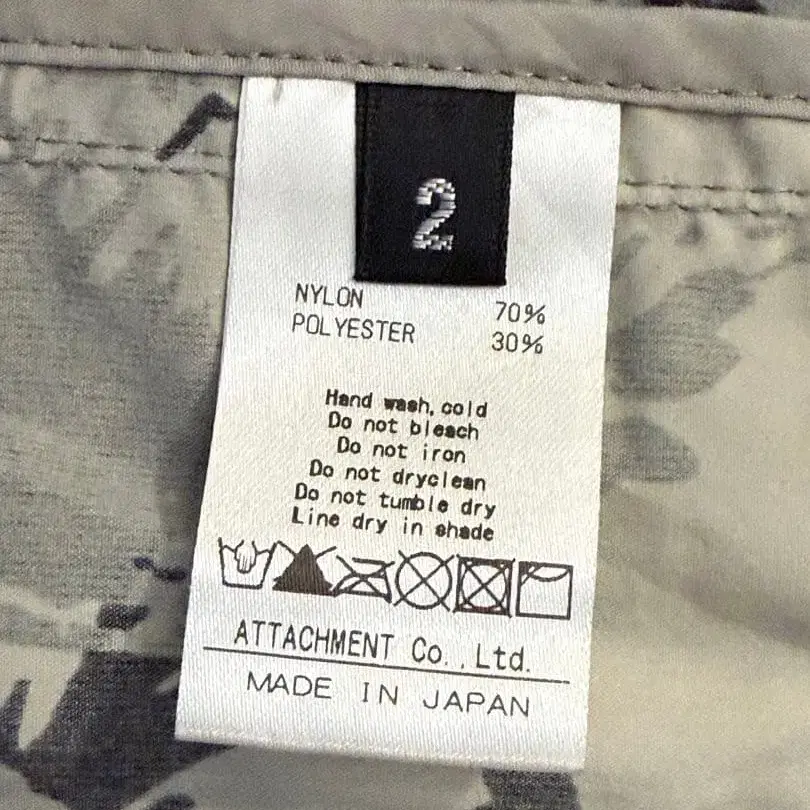 2
NYLON 70%
POLYESTER 30%
Hand wash, cold
Do not bleach
Do not iron
Do not dryclean
Do not tumble dry
Line dry in shade
ATTACHMENT Co., Ltd.
MADE IN JAPAN